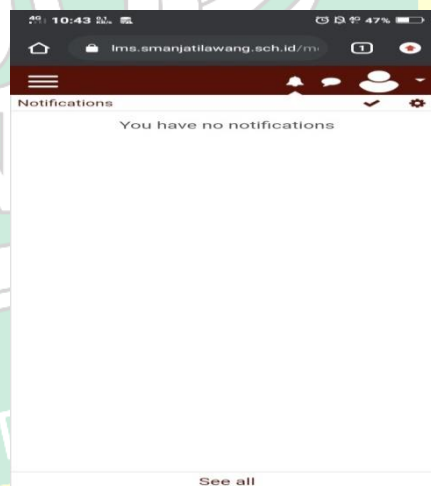 10:43
47%
lms.smanjatilawang.sch.id/m
1
Notifications
You have no notifications
See all